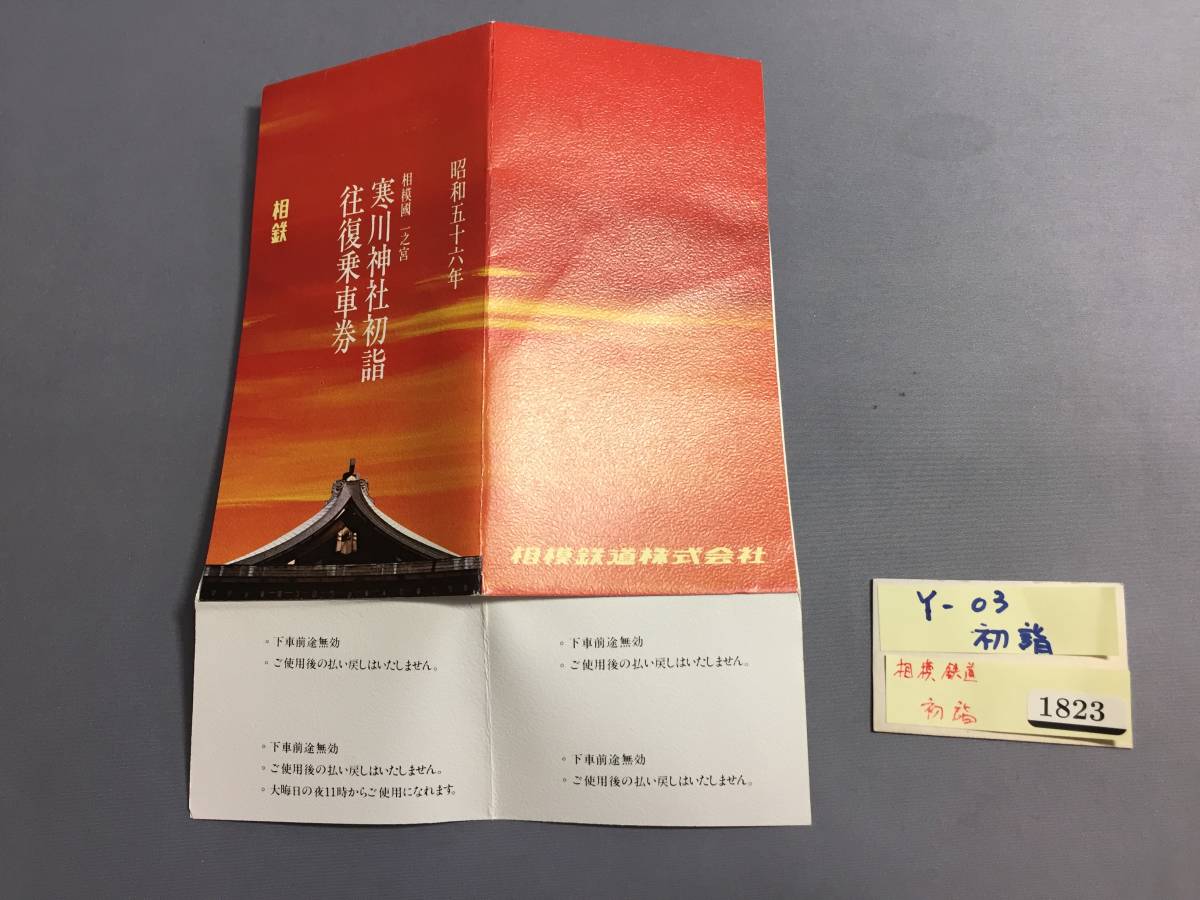 昭和五十六年
相模國一之宮
寒川神社初詣
往復乗車券
相鉄
相模鉄道株式会社
◦下車前途無効
◦ご使用後の払い戻しはいたしません。
◦下車前途無効
◦ご使用後の払い戻しはいたしません。
◦下車前途無効
◦ご使用後の払い戻しはいたしません。
◦大晦日の夜11時からご使用になれます。
◦下車前途無効
◦ご使用後の払い戻しはいたしません。
Y-03
初詣
相模鉄道
初詣
1823